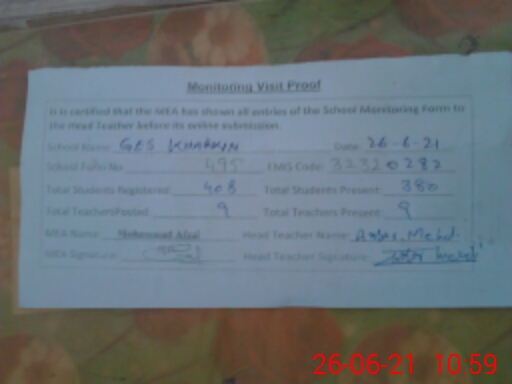 Monitoring Visit Proof
It is certified that the MEA has shown all entries of the School Monitoring Form to
the Head Teacher before its online submission
School Name: GES Date: 26-6-21
School Form No 495 EMIS Code: 32320282
Total Students Registered: 408 Total Students Present: 380
Total Teachers Posted: 9 Total Teachers Present: 9
MEA Name: Mohammad Afzal Head Teacher Name:
MEA Signature: Head Teacher Signature:
26-06-21 10.59